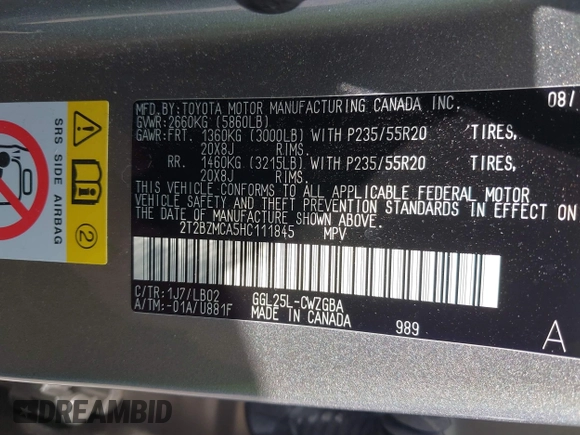 MFD.BY:TOYOTA MOTOR MANUFACTURING CANADA INC. 08/
GVWR:2660KG (5860LB)
GAWR:FRT. 1360KG (3000LB) WITH P235/55R20 TIRES,
20X8J RIMS.
RR. 1460KG (3215LB) WITH P235/55R20 TIRES,
20X8J RIMS.
THIS VEHICLE CONFORMS TO ALL APPLICABLE FEDERAL MOTOR
VEHICLE SAFETY AND THEFT PREVENTION STANDARDS IN EFFECT ON
THE DATE OF MANUFACTURE SHOWN ABOVE.
2T2BZMCA5HC111845 MPV
C/TR:1J7/LB02 GGL25L-CWZGBA
A/TM:-01A/U881F MADE IN CANADA 989 A
SRS SIDE AIRBAG
2
DREAMBID